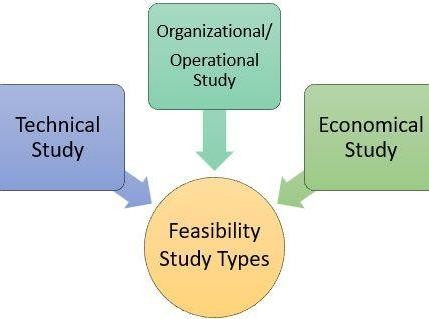 Organizational/
Operational
Study
Technical
Study
Economical
Study
Feasibility
Study Types